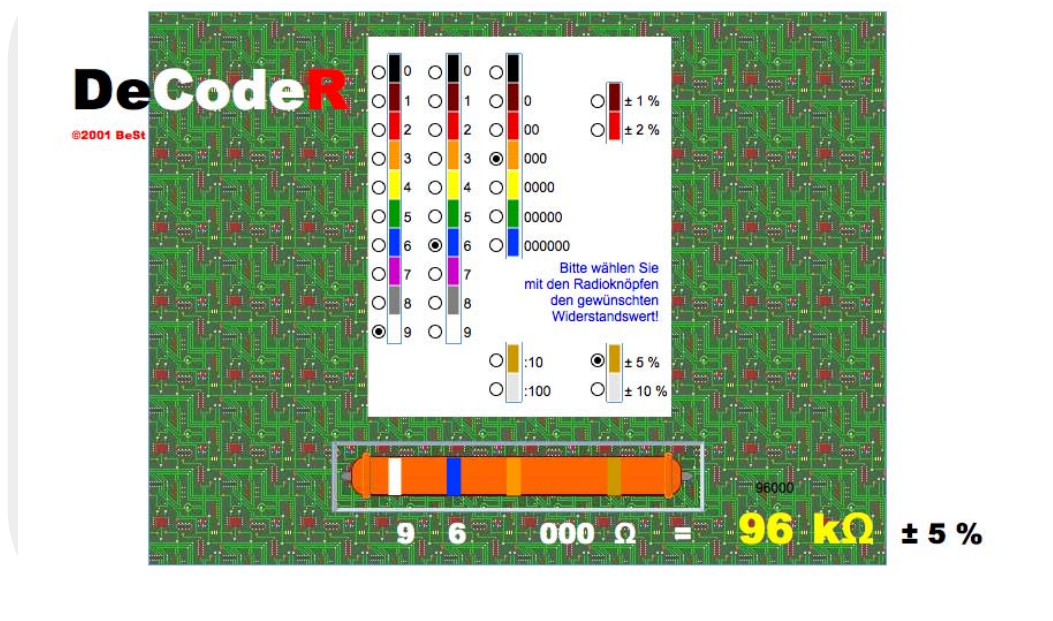 DeCodeR
©2001 BeSt
0 0
1 1 0 ± 1 %
2 2 00 ± 2 %
3 3 000
4 4 0000
5 5 00000
6 6 000000
7 7
8 8
9 9
Bitte wählen Sie
mit den Radioknöpfen
den gewünschten
Widerstandswert!
:10 ± 5 %
:100 ± 10 %
96000
9 6 000 Ω = 96 kΩ ± 5 %